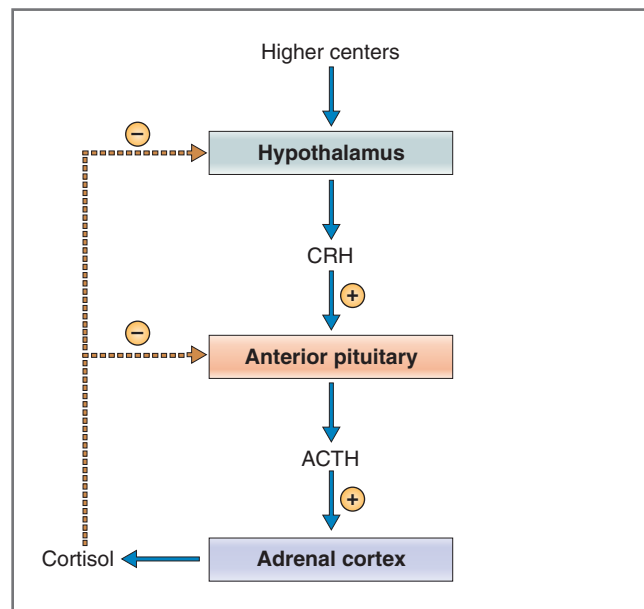 Higher centers
−
Hypothalamus
CRH
+
−
Anterior pituitary
ACTH
+
Cortisol
Adrenal cortex